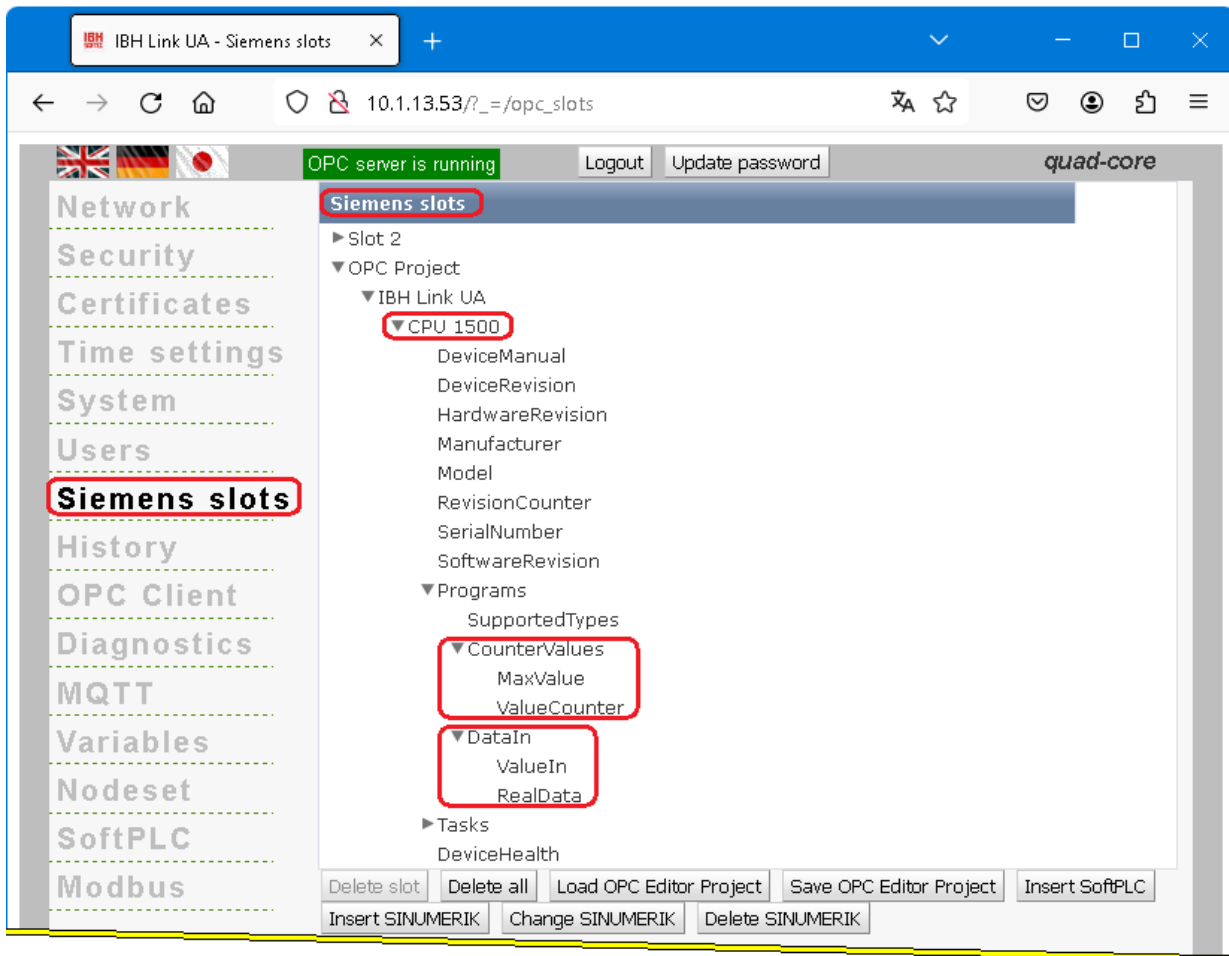 IBH Link UA - Siemens slots
10.1.13.53/?_=/opc_slots
OPC server is running
Logout
Update password
quad-core
Network
Security
Certificates
Time settings
System
Users
Siemens slots
History
OPC Client
Diagnostics
MQTT
Variables
Nodeset
SoftPLC
Modbus
Siemens slots
Slot 2
OPC Project
IBH Link UA
CPU 1500
DeviceManual
DeviceRevision
HardwareRevision
Manufacturer
Model
RevisionCounter
SerialNumber
SoftwareRevision
Programs
SupportedTypes
CounterValues
MaxValue
ValueCounter
DataIn
ValueIn
RealData
Tasks
DeviceHealth
Delete slot
Delete all
Load OPC Editor Project
Save OPC Editor Project
Insert SoftPLC
Insert SINUMERIK
Change SINUMERIK
Delete SINUMERIK